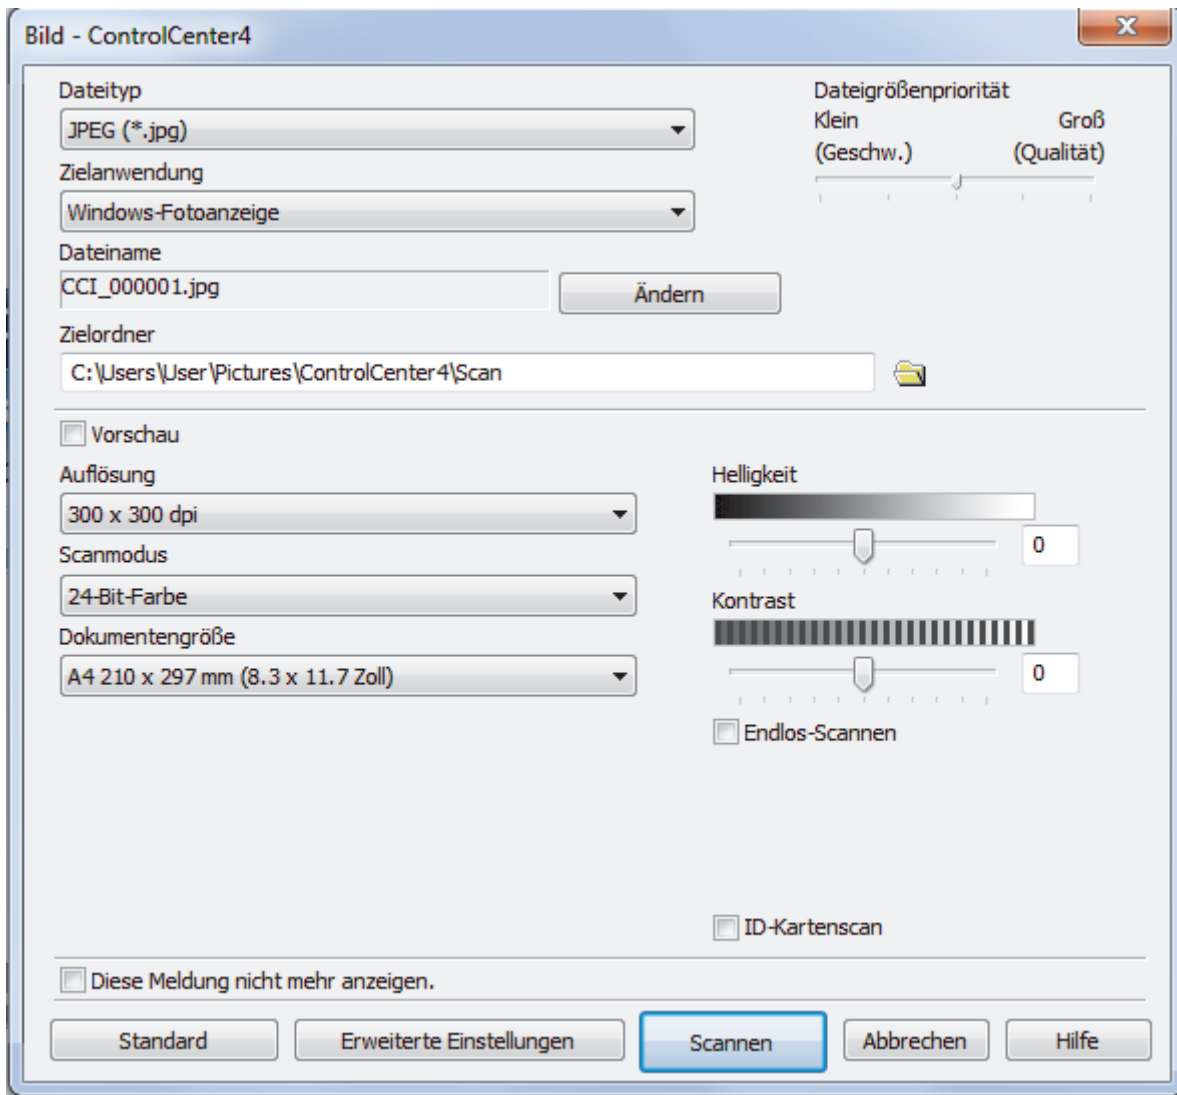 Bild - ControlCenter4
x
Dateityp
JPEG (*.jpg)
Zielanwendung
Windows-Fotoanzeige
Dateiname
CCI_000001.jpg
Ändern
Zielordner
C:\Users\User\Pictures\ControlCenter4\Scan
Dateigrößenpriorität
Klein Groß
(Geschw.) (Qualität)
Vorschau
Auflösung
300 x 300 dpi
Scanmodus
24-Bit-Farbe
Dokumentengröße
A4 210 x 297 mm (8.3 x 11.7 Zoll)
Helligkeit
0
Kontrast
0
Endlos-Scannen
ID-Kartenscan
Diese Meldung nicht mehr anzeigen.
Standard Erweiterte Einstellungen Scannen Abbrechen Hilfe